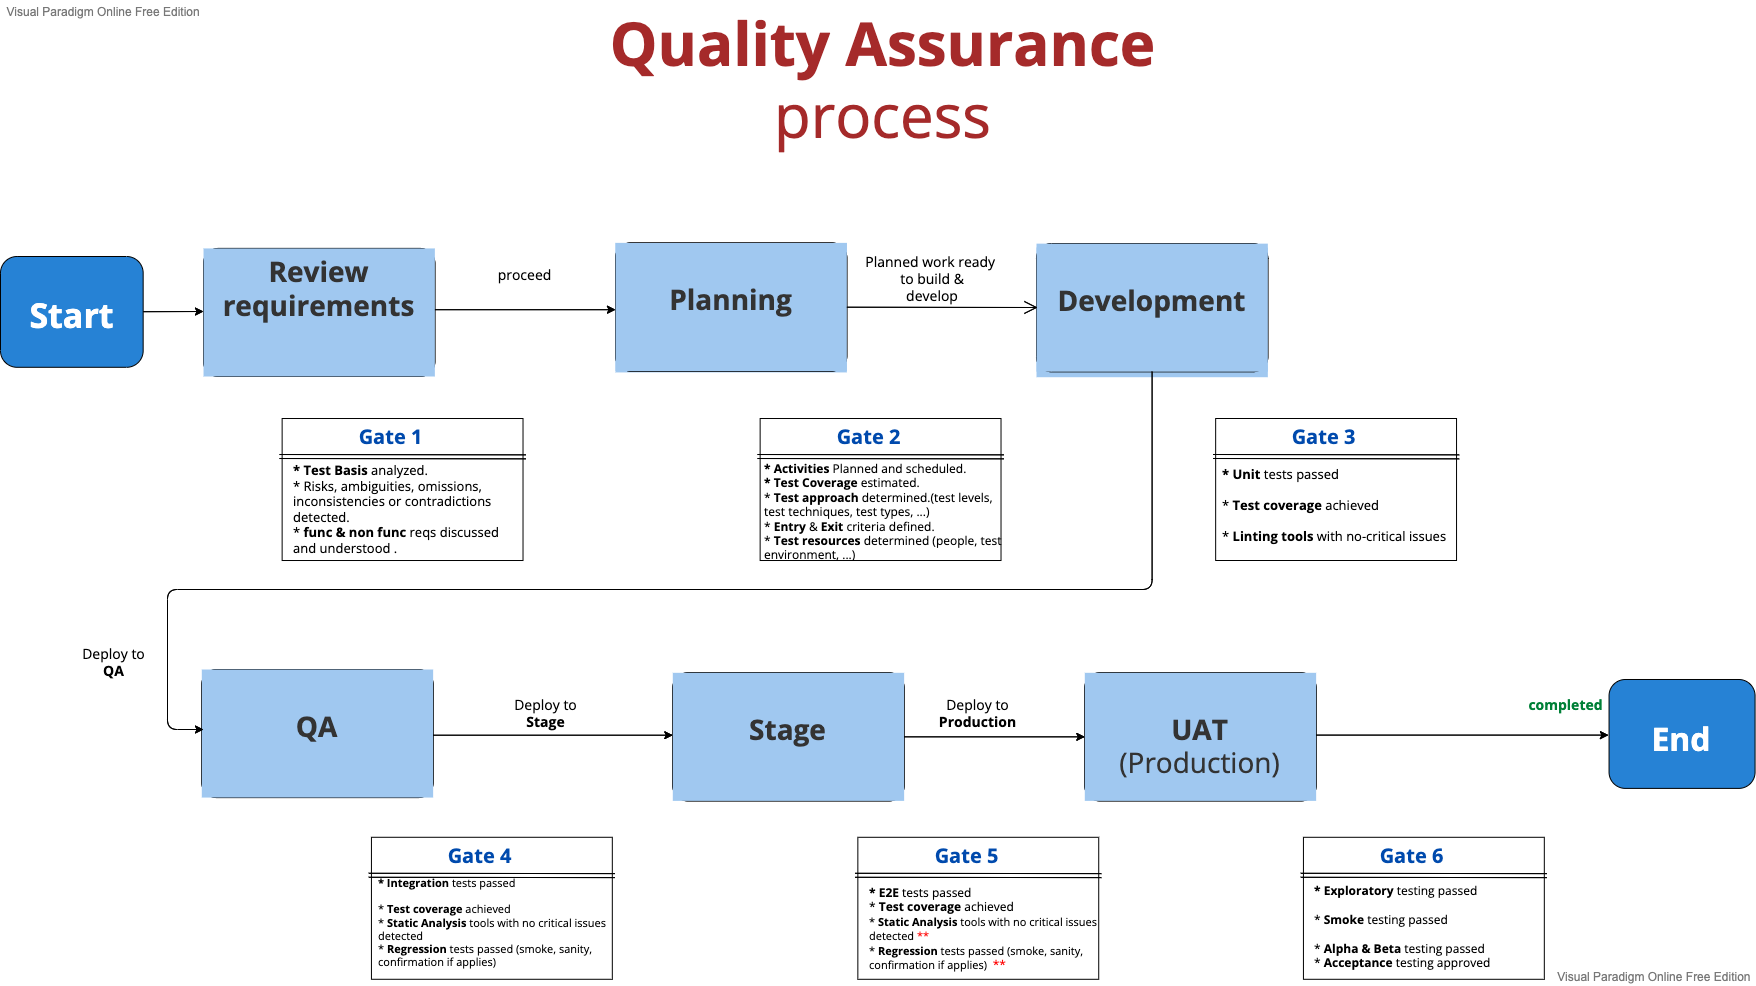 Visual Paradigm Online Free Edition
Quality Assurance
process
Start
Review
requirements
proceed
Planning
Planned work ready
to build &
develop
Development
Gate 1
* Test Basis analyzed.
* Risks, ambiguities, omissions,
inconsistencies or contradictions
detected.
* func & non func reqs discussed
and understood .
Gate 2
* Activities Planned and scheduled.
* Test Coverage estimated.
* Test approach determined.(test levels,
test techniques, test types, ...)
* Entry & Exit criteria defined.
* Test resources determined (people, test
environment, ...)
Gate 3
* Unit tests passed
* Test coverage achieved
* Linting tools with no-critical issues
Deploy to
QA
QA
Deploy to
Stage
Stage
Deploy to
Production
UAT
(Production)
completed
End
Gate 4
* Integration tests passed
* Test coverage achieved
* Static Analysis tools with no critical issues
detected
* Regression tests passed (smoke, sanity,
confirmation if applies)
Gate 5
* E2E tests passed
* Test coverage achieved
* Static Analysis tools with no critical issues
detected **
* Regression tests passed (smoke, sanity,
confirmation if applies) **
Gate 6
* Exploratory testing passed
* Smoke testing passed
* Alpha & Beta testing passed
* Acceptance testing approved
Visual Paradigm Online Free Edition